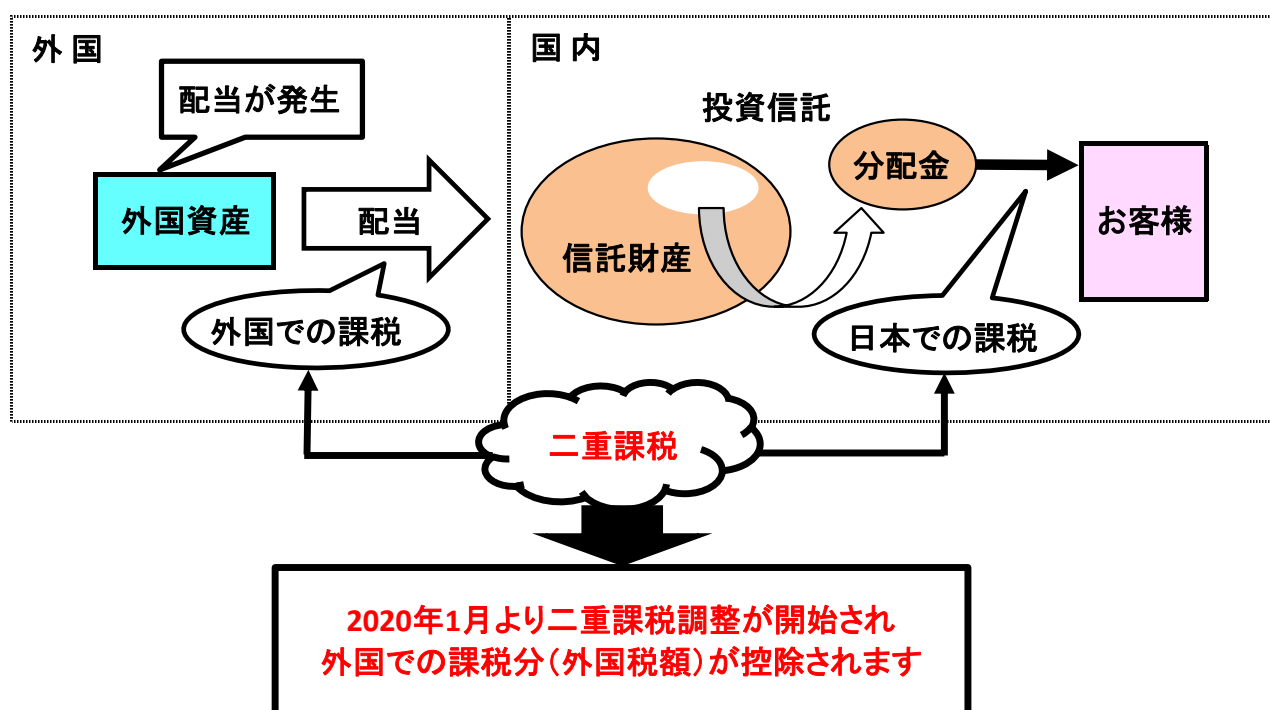 外 国
国 内
配当が発生
投資信託
分配金
外国資産
配当
信託財産
お客様
外国での課税
日本での課税
二重課税
2020年1月より二重課税調整が開始され
外国での課税分（外国税額）が控除されます